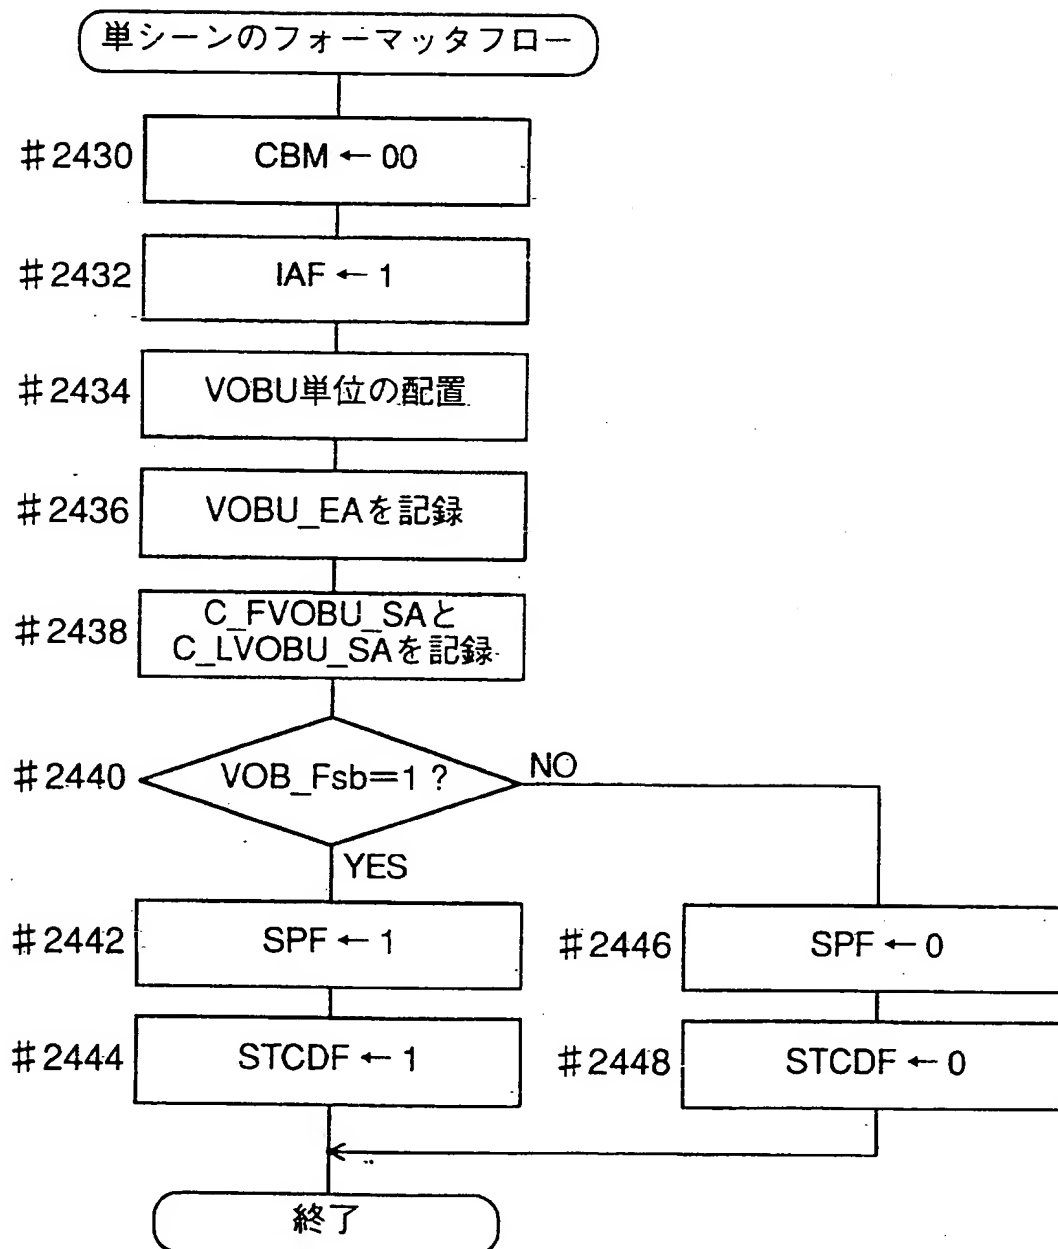 単シーンのフォーマッタフロー
#2430
CBM ← 00
#2432
IAF ← 1
#2434
VOBU単位の配置
#2436
VOBU_EAを記録
#2438
C_FVOBU_SAと
C_LVOBU_SAを記録
#2440
VOB_Fsb=1 ?
NO
YES
#2442
SPF ← 1
#2446
SPF ← 0
#2444
STCDF ← 1
#2448
STCDF ← 0
終了